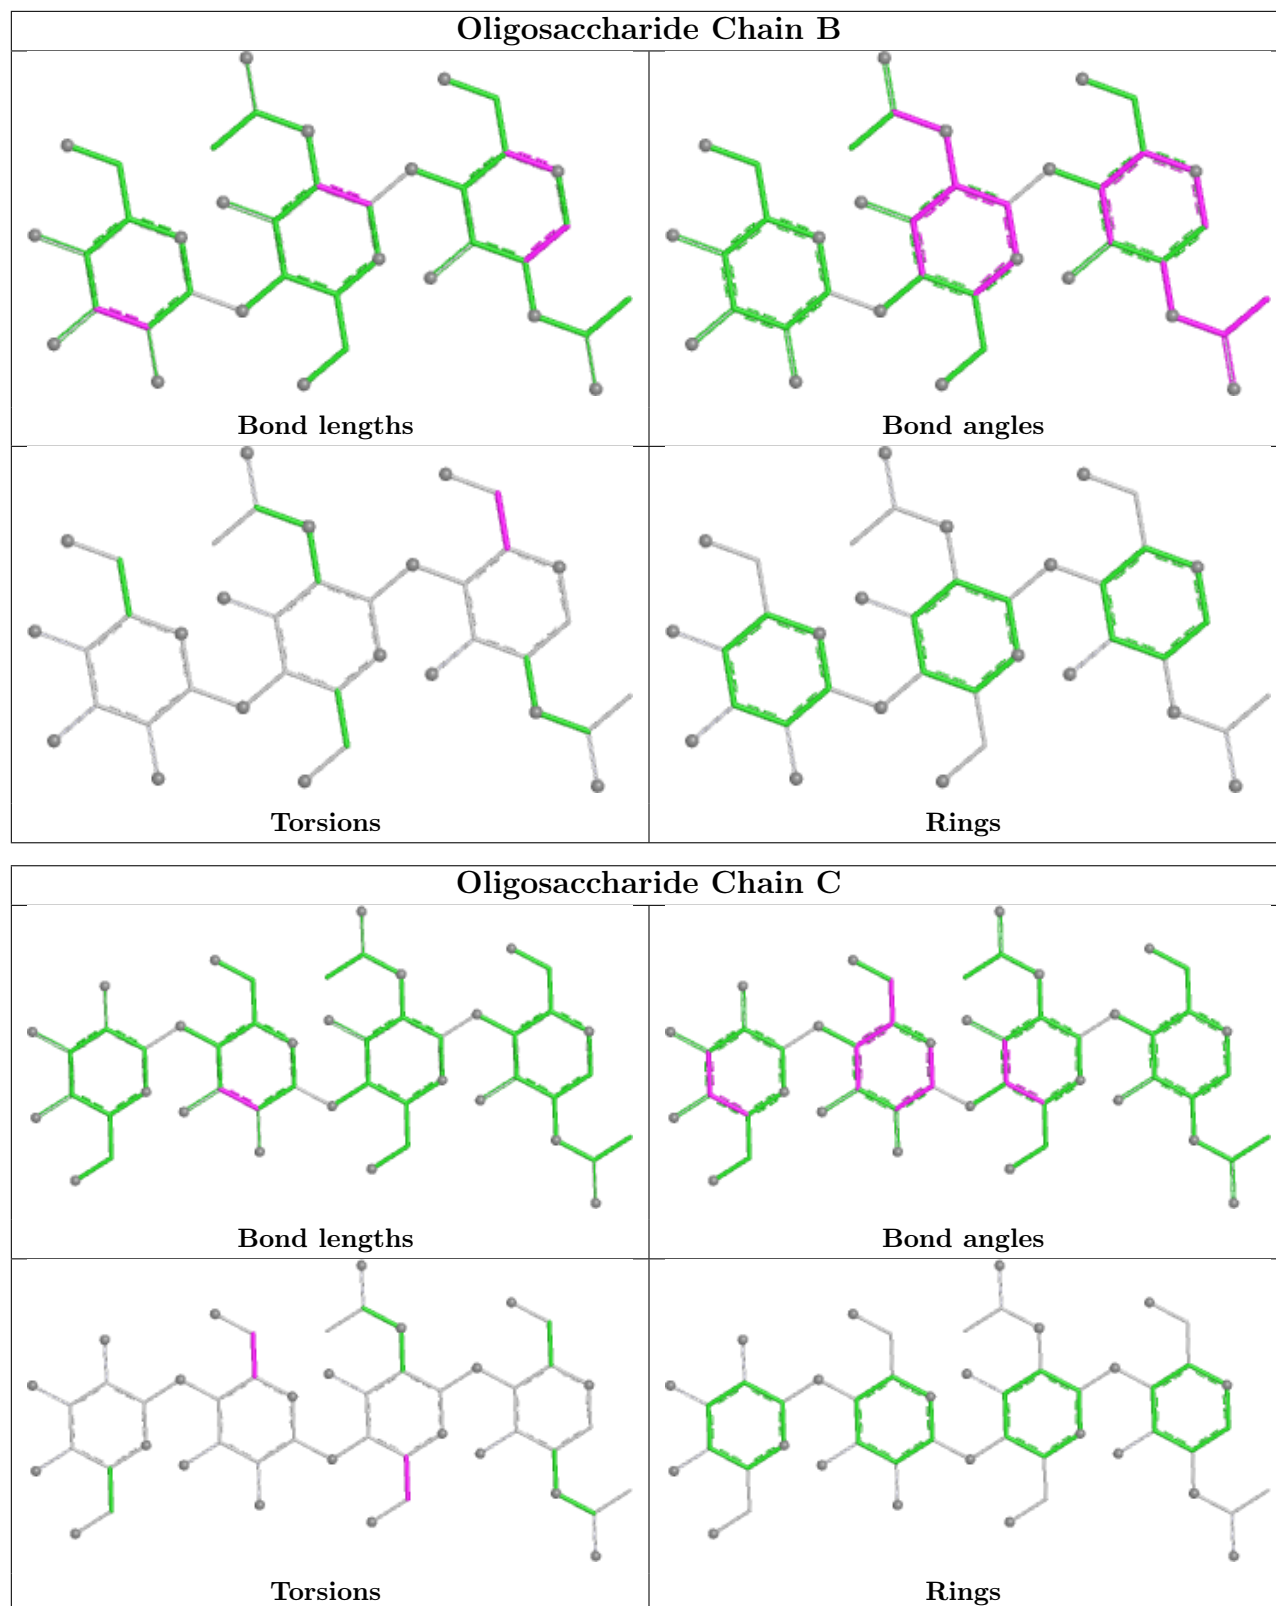 Oligosaccharide Chain B
Bond lengths
Bond angles
Torsions
Rings
Oligosaccharide Chain C
Bond lengths
Bond angles
Torsions
Rings